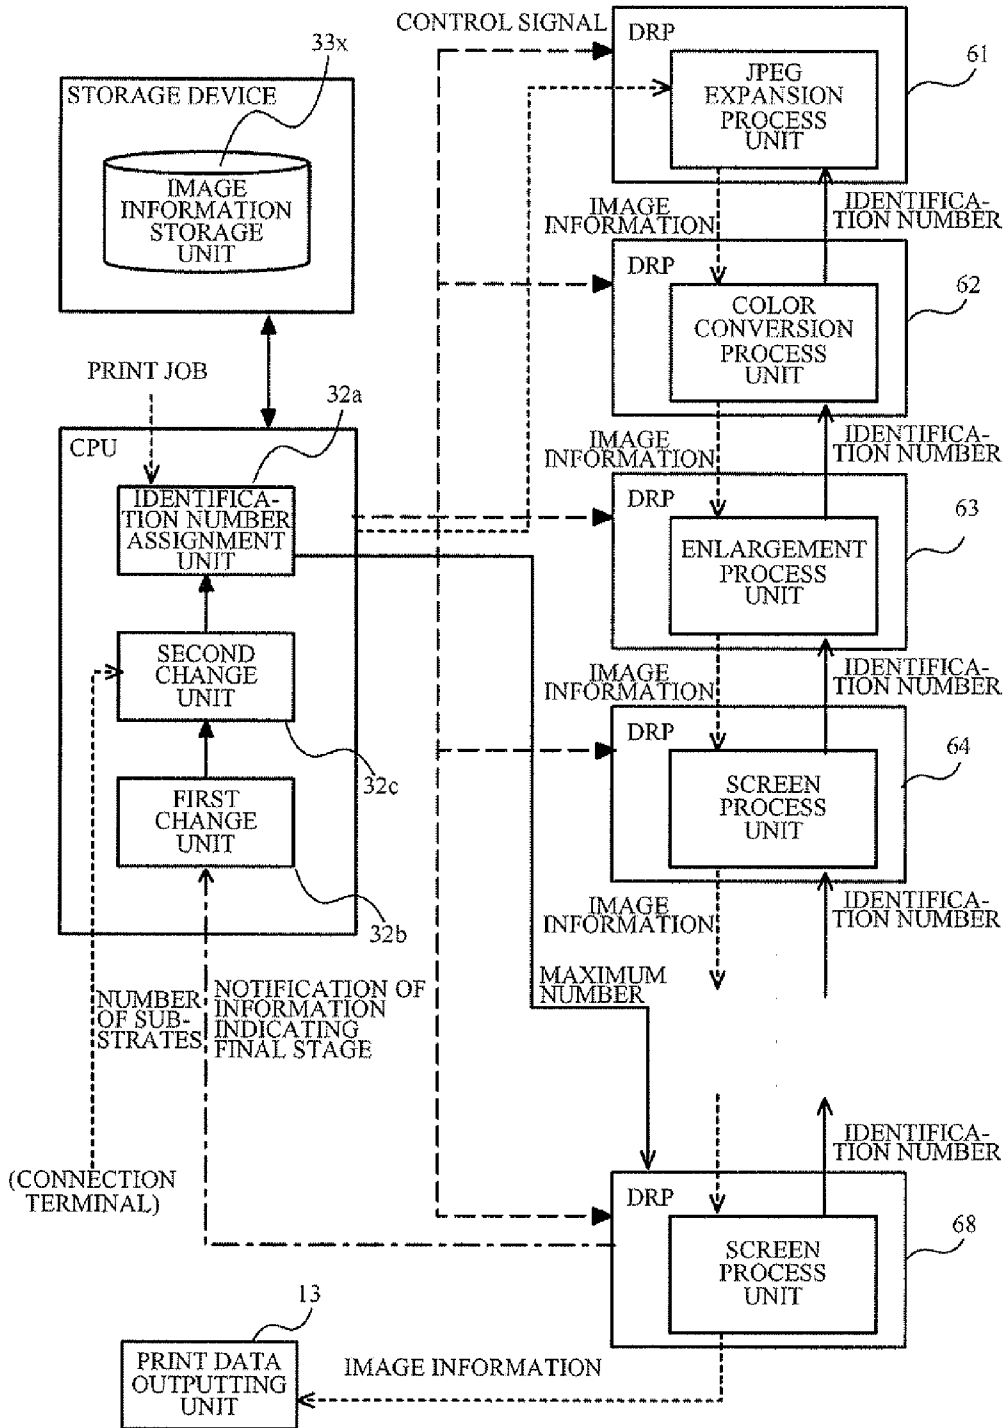 CONTROL SIGNAL
33x
STORAGE DEVICE
IMAGE
INFORMATION
STORAGE
UNIT
PRINT JOB
32a
CPU
IDENTIFICA-
TION NUMBER
ASSIGNMENT
UNIT
SECOND
CHANGE
UNIT
32c
FIRST
CHANGE
UNIT
32b
NUMBER
OF SUB-
STRATES
NOTIFICATION OF
INFORMATION
INDICATING
FINAL STAGE
(CONNECTION
TERMINAL)
MAXIMUM
NUMBER
DRP
61
JPEG
EXPANSION
PROCESS
UNIT
IMAGE
INFORMATION
IDENTIFICA-
TION NUMBER
DRP
62
COLOR
CONVERSION
PROCESS
UNIT
IMAGE
INFORMATION
IDENTIFICA-
TION NUMBER
DRP
63
ENLARGEMENT
PROCESS
UNIT
IMAGE
INFORMATION
IDENTIFICA-
TION NUMBER
DRP
64
SCREEN
PROCESS
UNIT
IMAGE
INFORMATION
IDENTIFICA-
TION NUMBER
IDENTIFICA-
TION NUMBER
DRP
68
SCREEN
PROCESS
UNIT
13
PRINT DATA
OUTPUTTING
UNIT
IMAGE INFORMATION